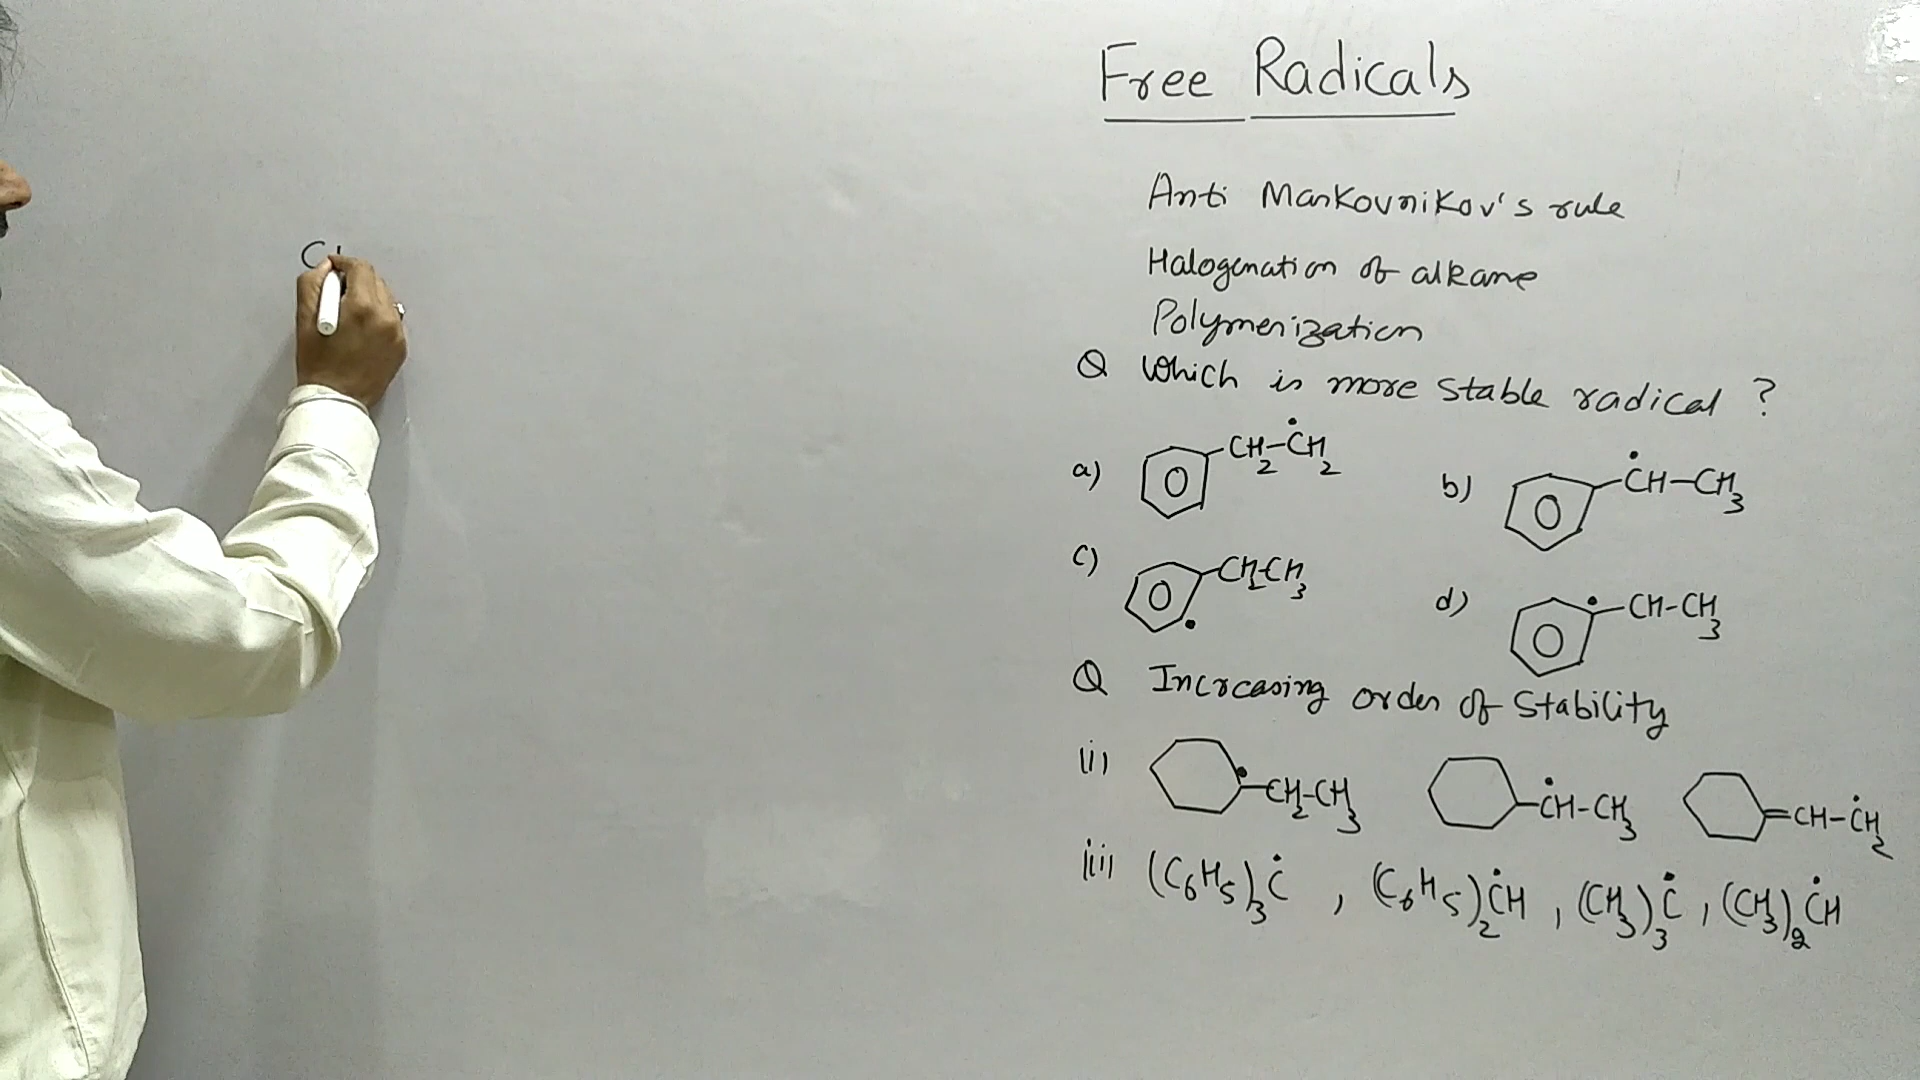 Free Radicals
Anti Markovnikov's rule
Halogenation of alkane
Polymerization
Q Which is more stable radical ?
a) CH₂-ĊH₂ b) ĊH-CH₃
c) CH₂CH₃ d) CH-CH₃
Q Increasing order of stability
(i) CH₂-CH₃ ĊH-CH₃ =CH-ĊH₂
(ii) (C₆H₅)₃Ċ , (C₆H₅)₂ĊH , (CH₃)₃Ċ , (CH₃)₂ĊH